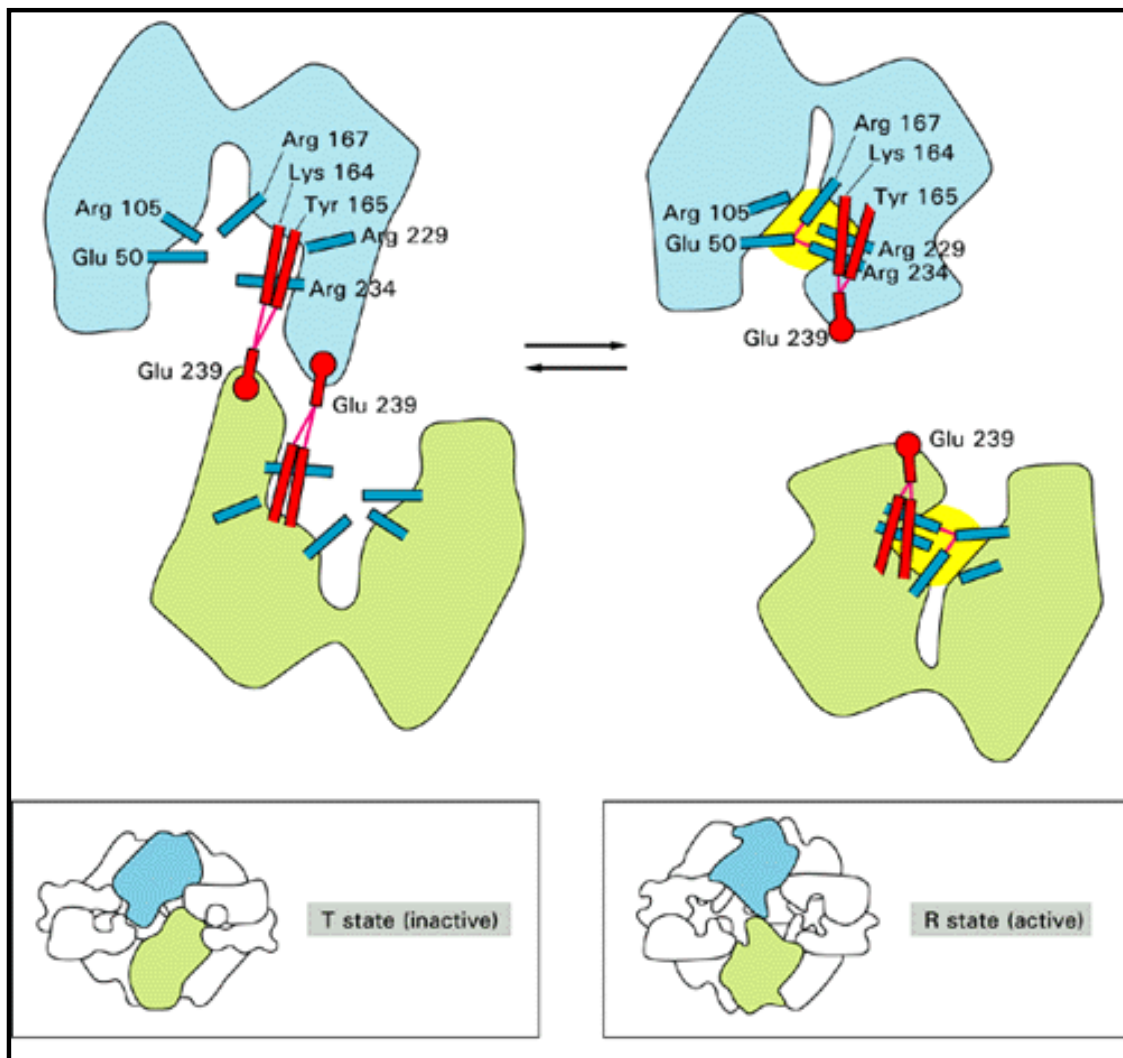 Arg 167
Lys 164
Tyr 165
Arg 105
Arg 229
Glu 50
Arg 234
Glu 239
Glu 239
Arg 167
Lys 164
Tyr 165
Arg 105
Glu 50
Arg 229
Arg 234
Glu 239
Glu 239
T state (inactive)
R state (active)